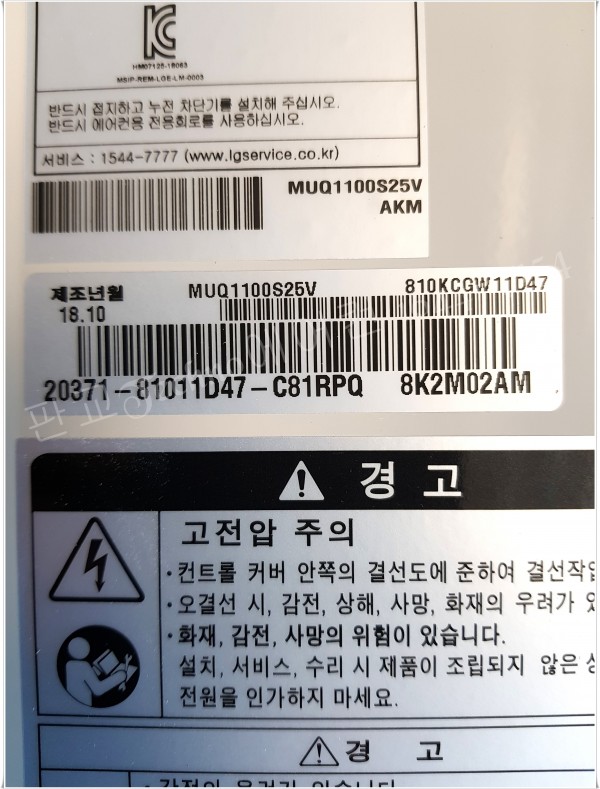 HM07125-18063
MSIP-REM-LGE-LM-0003
반드시 접지하고 누전 차단기를 설치해 주십시오.
반드시 에어컨용 전용회로를 사용하십시오.
서비스 : 1544-7777 (www.lgservice.co.kr)
MUQ1100S25V
AKM
제조년월 MUQ1100S25V 810KCGW11D47
18.10
20371-81011D47-C81RPQ 8K2M02AM
경 고
고전압 주의
·컨트롤 커버 안쪽의 결선도에 준하여 결선작업
·오결선 시, 감전, 상해, 사망, 화재의 우려가 있
·화재, 감전, 사망의 위험이 있습니다.
설치, 서비스, 수리 시 제품이 조립되지 않은 상
전원을 인가하지 마세요.
경 고